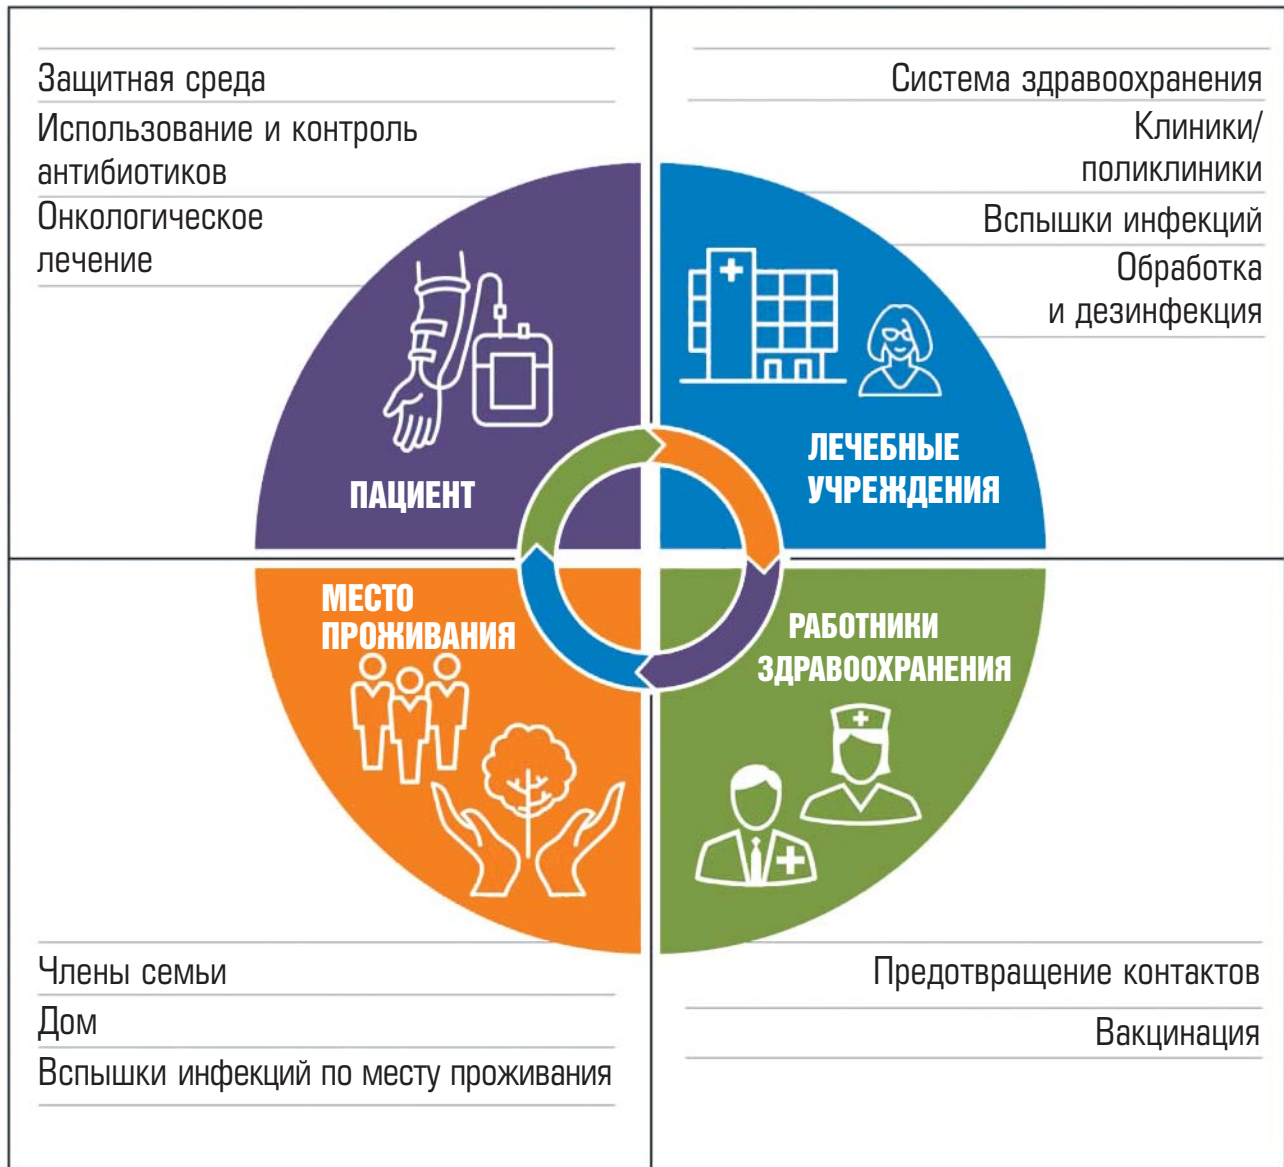 Защитная среда
Использование и контроль
антибиотиков
Онкологическое
лечение
ПАЦИЕНТ
Система здравоохранения
Клиники/
поликлиники
Вспышки инфекций
Обработка
и дезинфекция
ЛЕЧЕБНЫЕ
УЧРЕЖДЕНИЯ
МЕСТО
ПРОЖИВАНИЯ
Члены семьи
Дом
Вспышки инфекций по месту проживания
РАБОТНИКИ
ЗДРАВООХРАНЕНИЯ
Предотвращение контактов
Вакцинация